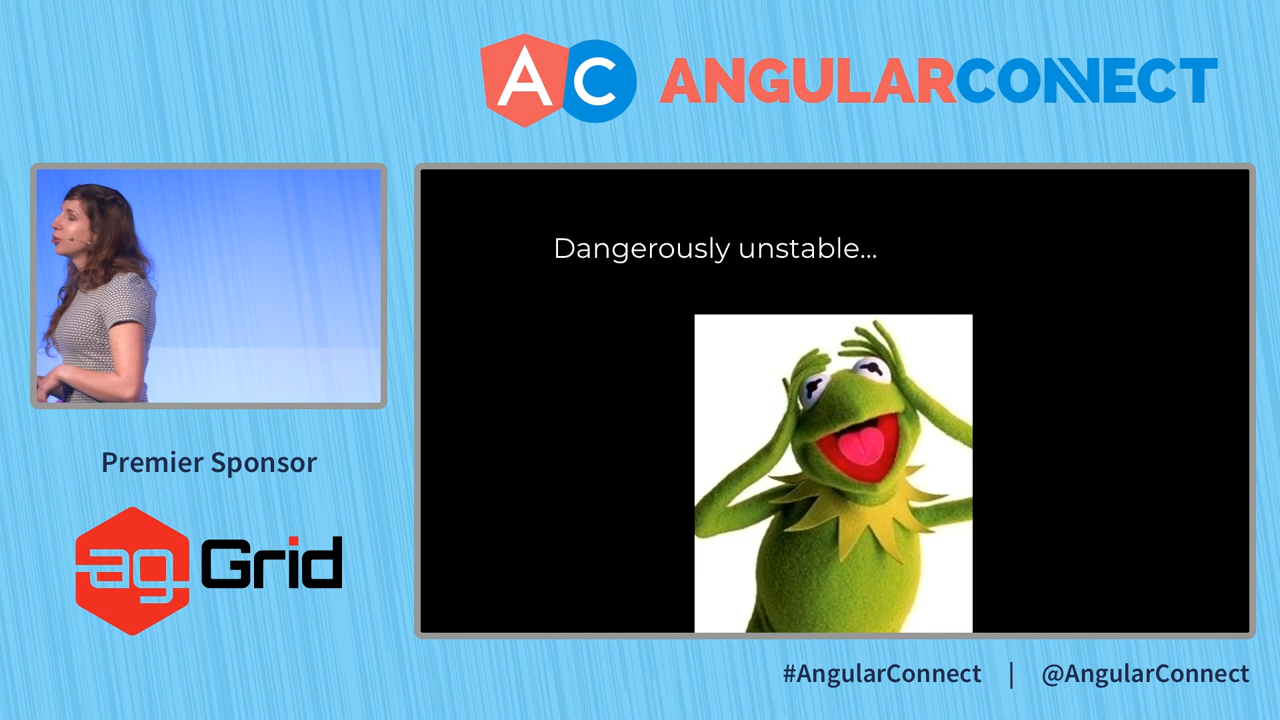 AC ANGULARCONNECT
Dangerously unstable...
Premier Sponsor
ag Grid
#AngularConnect | @AngularConnect